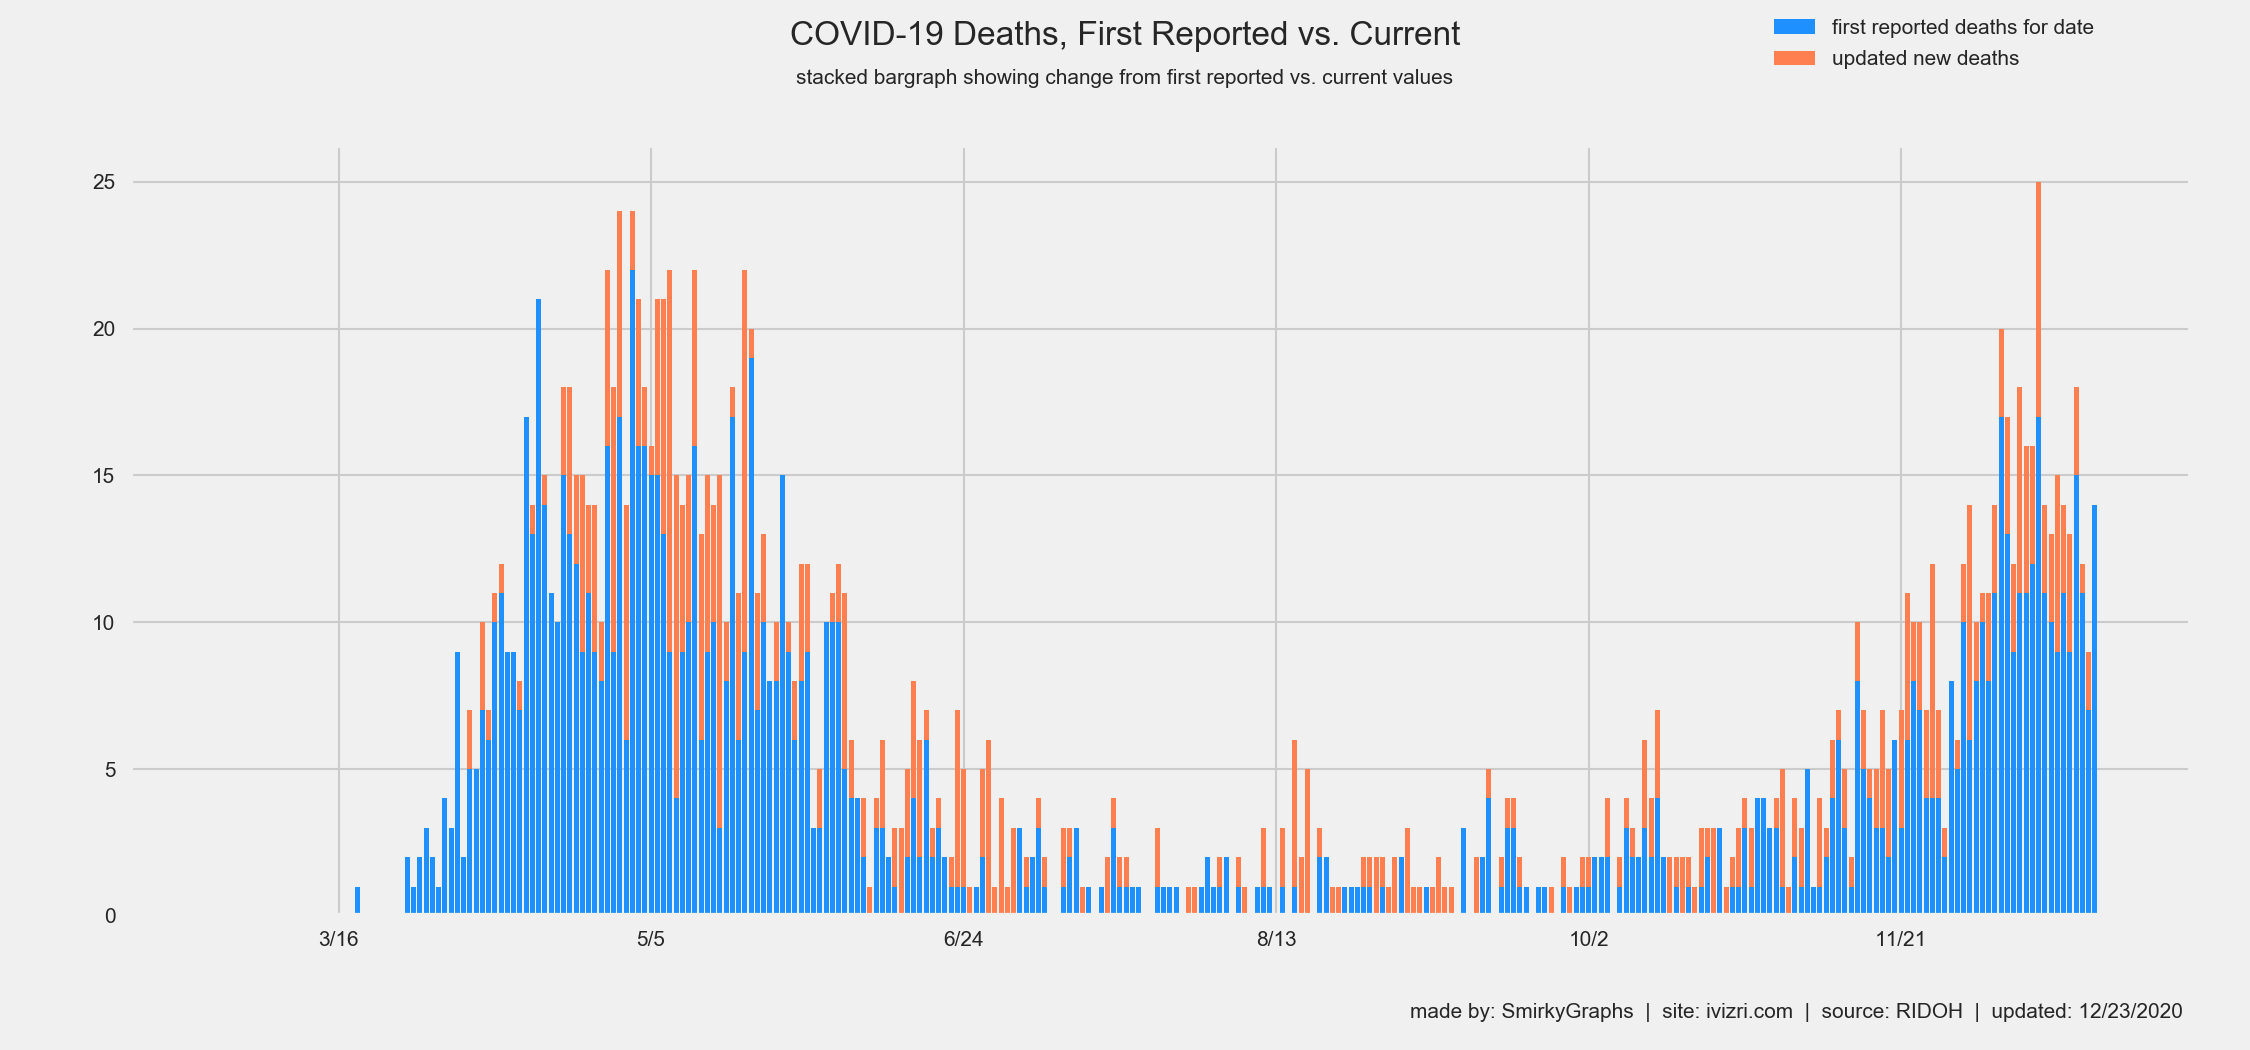 COVID-19 Deaths, First Reported vs. Current
stacked bargraph showing change from first reported vs. current values
first reported deaths for date
updated new deaths
25
20
15
10
5
0
3/16 5/5 6/24 8/13 10/2 11/21
made by: SmirkyGraphs | site: ivizri.com | source: RIDOH | updated: 12/23/2020